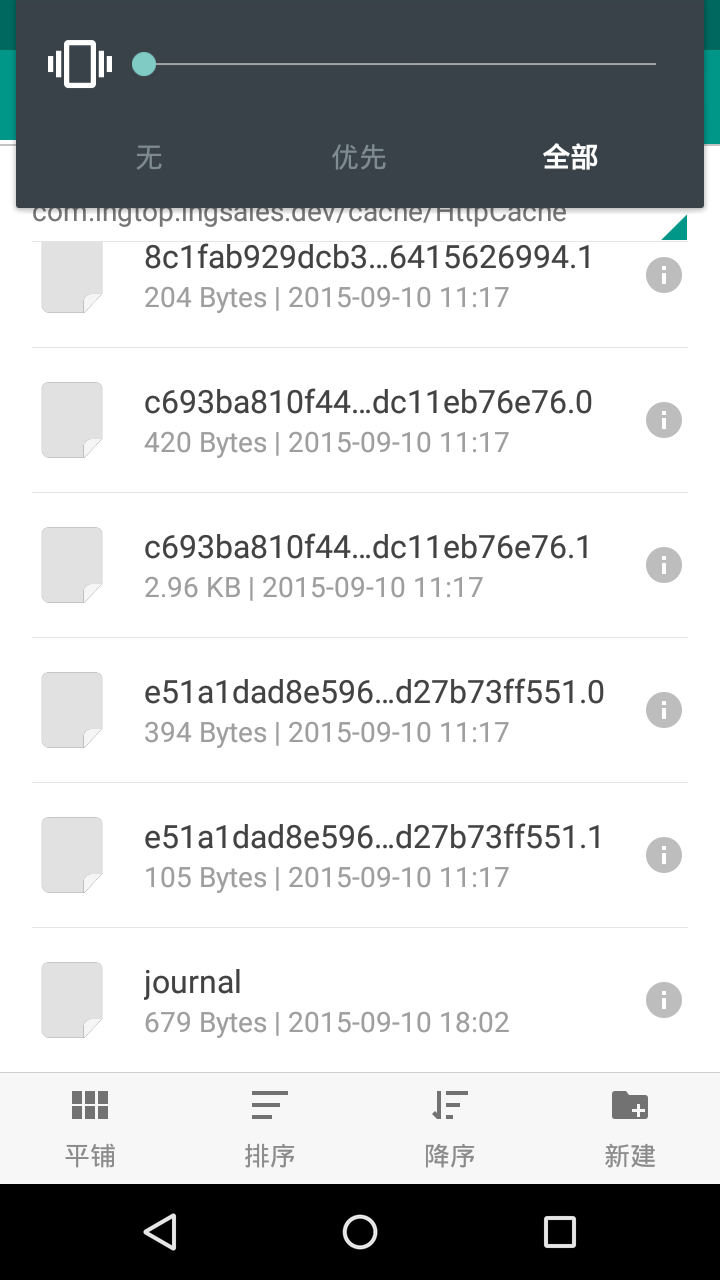 无 优先 全部
com.ingtop.ingsales.dev/cache/HttpCache
8c1fab929dcb3…6415626994.1
204 Bytes | 2015-09-10 11:17
c693ba810f44…dc11eb76e76.0
420 Bytes | 2015-09-10 11:17
c693ba810f44…dc11eb76e76.1
2.96 KB | 2015-09-10 11:17
e51a1dad8e596…d27b73ff551.0
394 Bytes | 2015-09-10 11:17
e51a1dad8e596…d27b73ff551.1
105 Bytes | 2015-09-10 11:17
journal
679 Bytes | 2015-09-10 18:02
平铺 排序 降序 新建